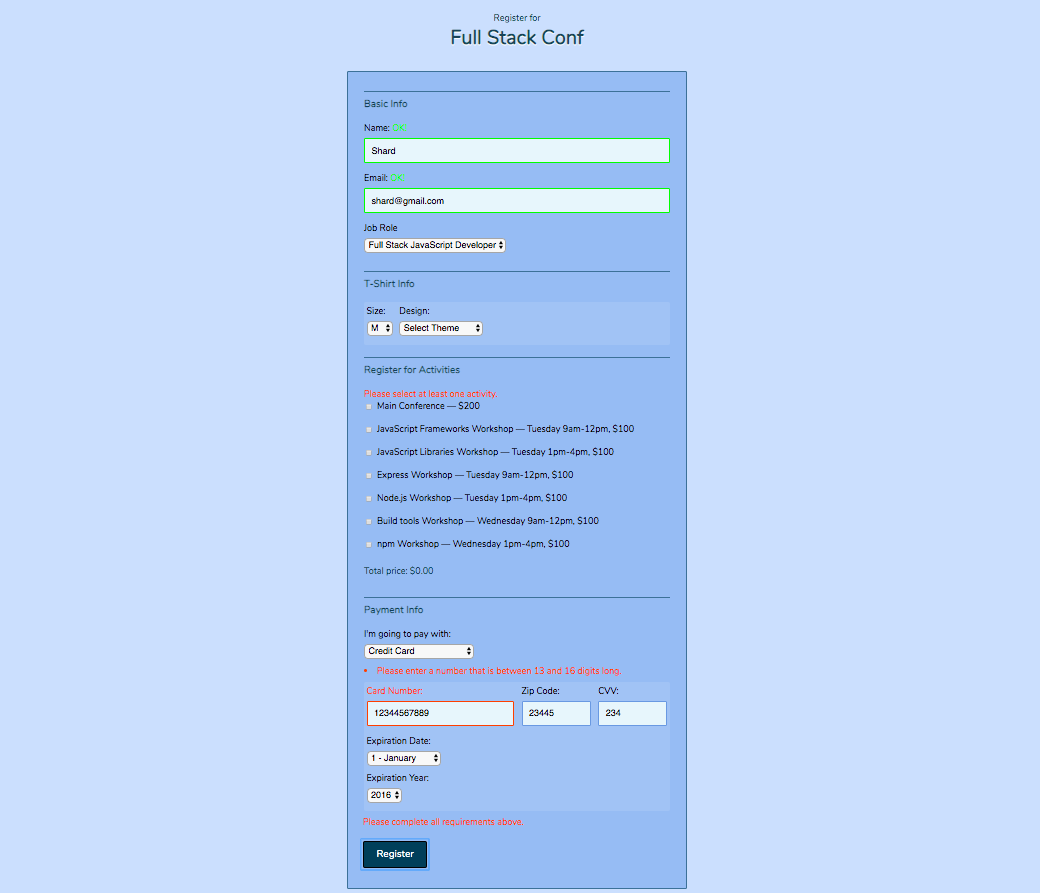 Register for
Full Stack Conf
Basic Info
Name: OK
Shard
Email: OK
shard@gmail.com
Job Role
Full Stack JavaScript Developer
T-Shirt Info
Size: Design:
M Select Theme
Register for Activities
Please select at least one activity.
Main Conference — $200
JavaScript Frameworks Workshop — Tuesday 9am-12pm, $100
JavaScript Libraries Workshop — Tuesday 1pm-4pm, $100
Express Workshop — Tuesday 9am-12pm, $100
Node.js Workshop — Tuesday 1pm-4pm, $100
Build tools Workshop — Wednesday 9am-12pm, $100
npm Workshop — Wednesday 1pm-4pm, $100
Total price: $0.00
Payment Info
I'm going to pay with:
Credit Card
• Please enter a number that is between 13 and 16 digits long.
Card Number: Zip Code: CVV:
12344567889 23445 234
Expiration Date:
1 - January
Expiration Year:
2016
Please complete all requirements above.
Register